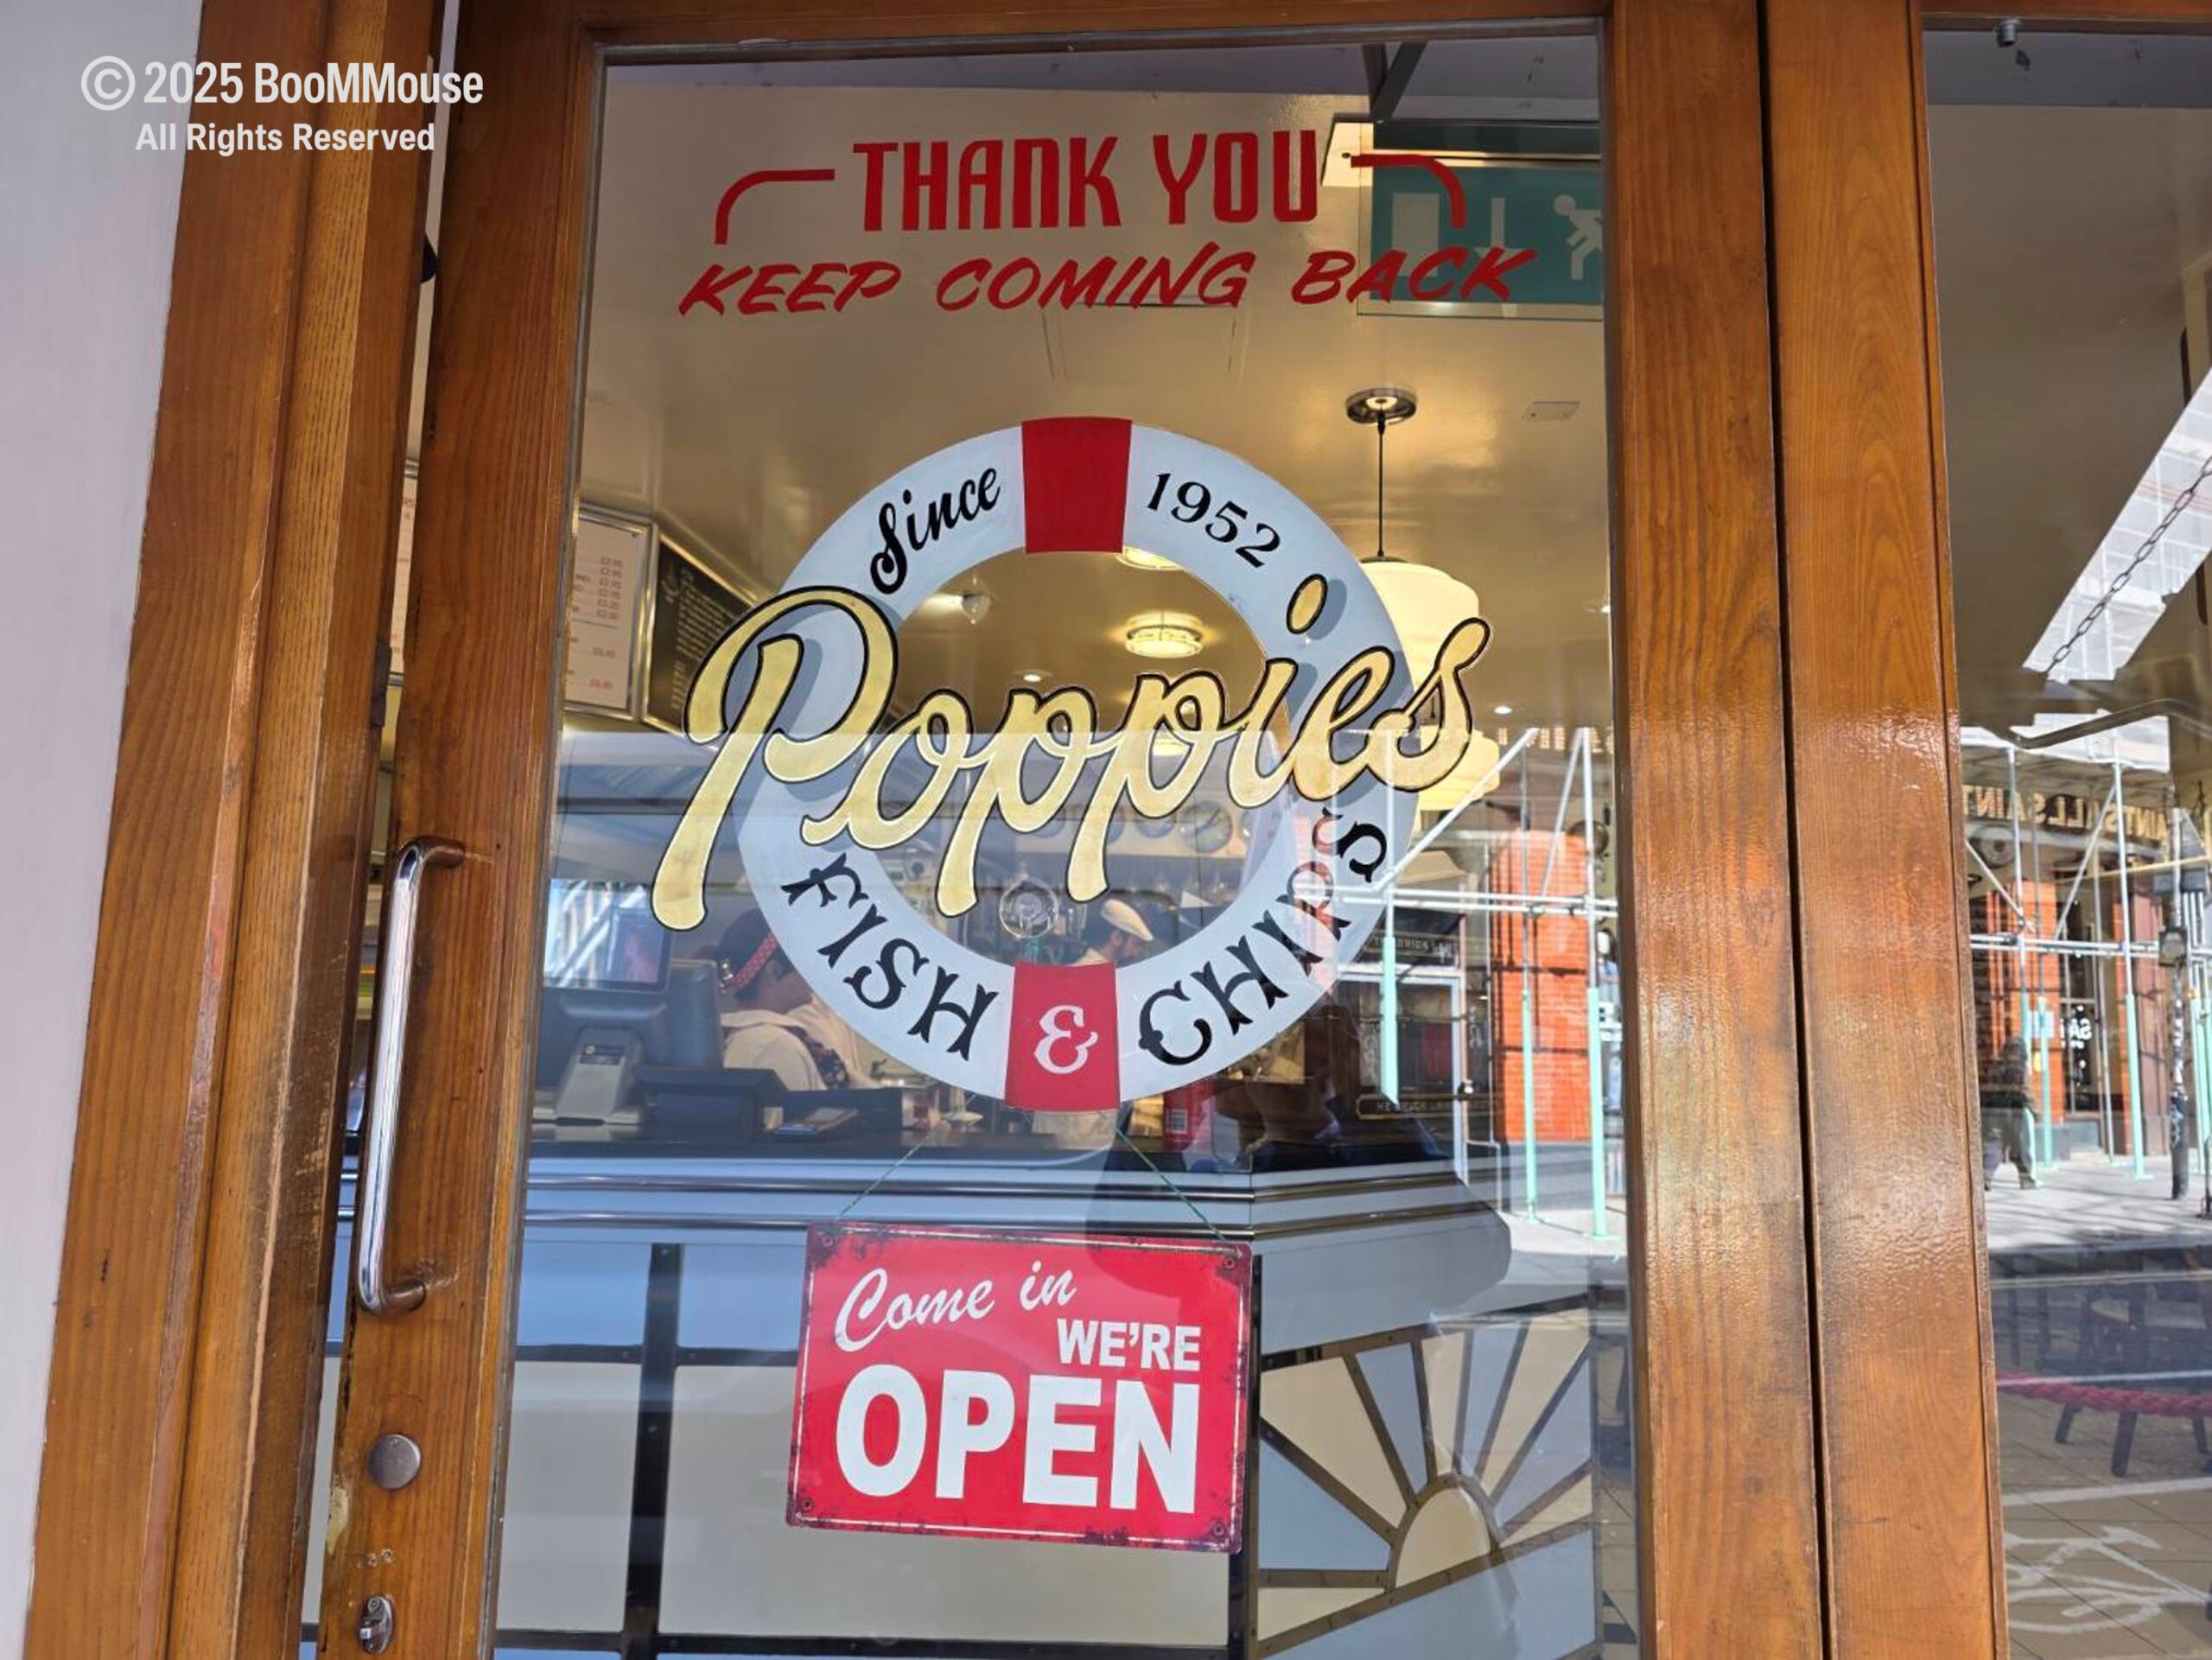 © 2025 BooMMouse
All Rights Reserved
THANK YOU
KEEP COMING BACK
Since 1952
Poppies
FISH & CHIPS
Come in
WE'RE
OPEN